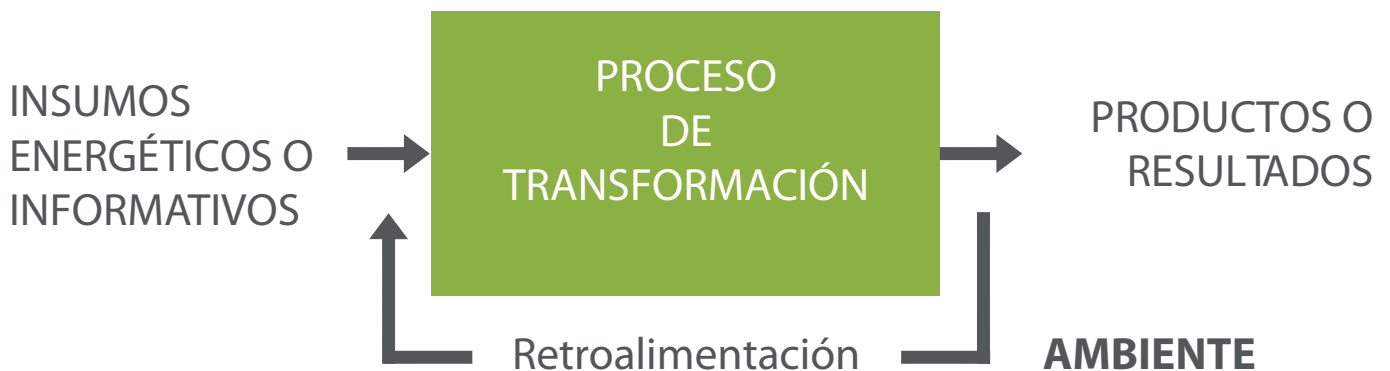 INSUMOS
ENERGÉTICOS O
INFORMATIVOS
PROCESO
DE
TRANSFORMACIÓN
PRODUCTOS O
RESULTADOS
Retroalimentación
AMBIENTE